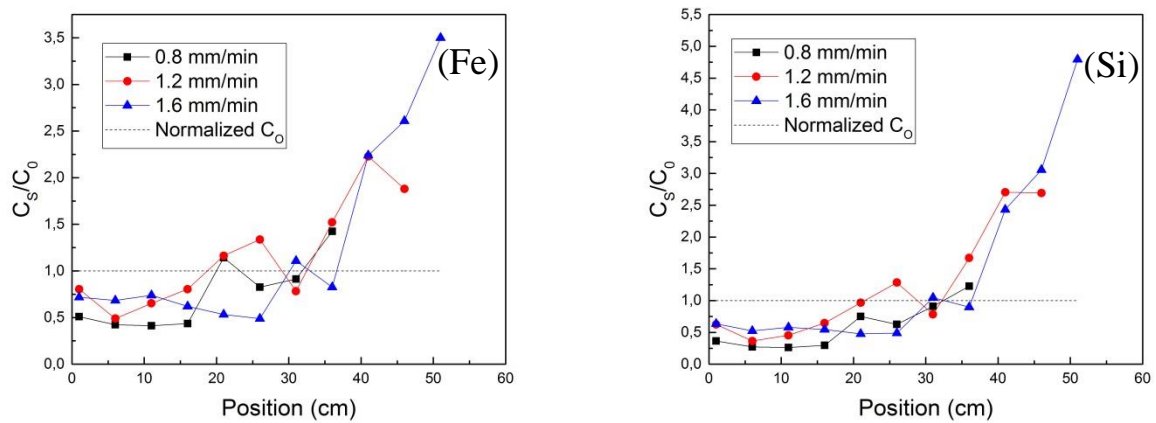 3,5
3,0
2,5
2,0
1,5
1,0
0,5
0,0
C_S/C_0
0 10 20 30 40 50 60
Position (cm)
0.8 mm/min
1.2 mm/min
1.6 mm/min
Normalized C_O
(Fe)
5,5
5,0
4,5
4,0
3,5
3,0
2,5
2,0
1,5
1,0
0,5
0,0
C_S/C_0
0 10 20 30 40 50 60
Position (cm)
0.8 mm/min
1.2 mm/min
1.6 mm/min
Normalized C_O
(Si)